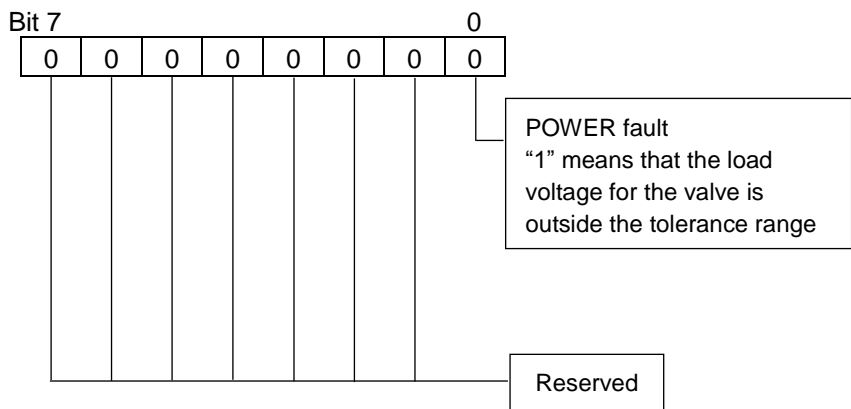 Bit 7 0
0 0 0 0 0 0 0 0
POWER fault
“1” means that the load
voltage for the valve is
outside the tolerance range
Reserved